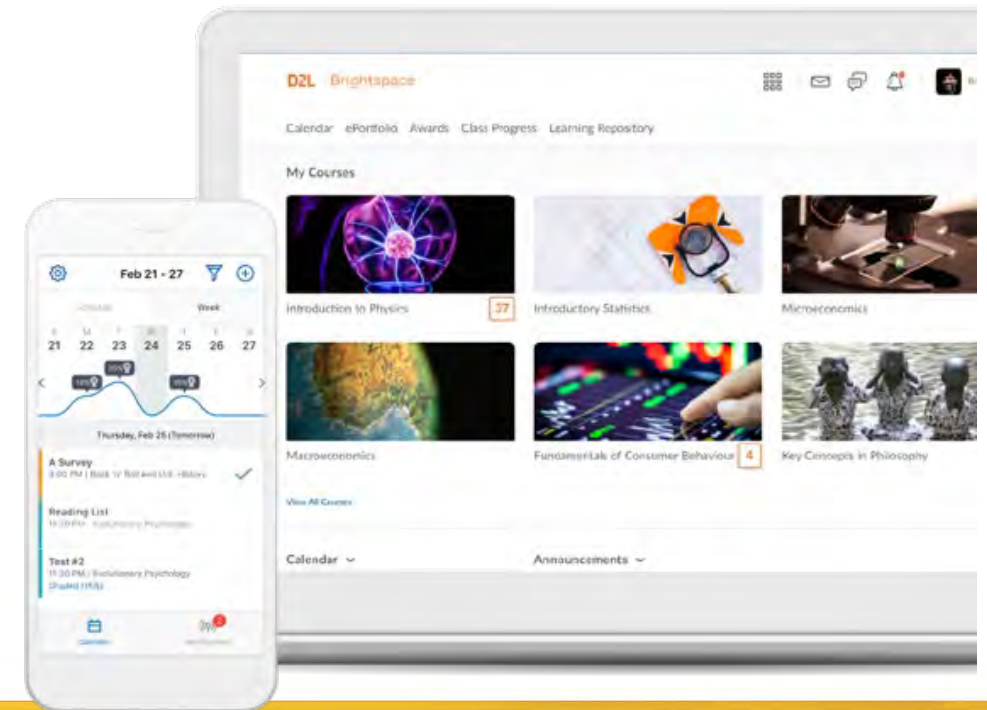 D2L Brightspace
Calendar ePortfolio Awards Class Progress Learning Repository
My Courses
Introduction to Physics 37
Introductory Statistics
Microeconomics
Macroeconomics
Fundamentals of Consumer Behaviour 4
Key Concepts in Philosophy
View All Courses
Calendar
Announcements
Feb 21 - 27
Week
21 22 23 24 25 26 27
Thursday, Feb 25 (Tomorrow)
A Survey
Reading List
Test #2
11:30 PM | Evolutionary Psychology
Calendar
2